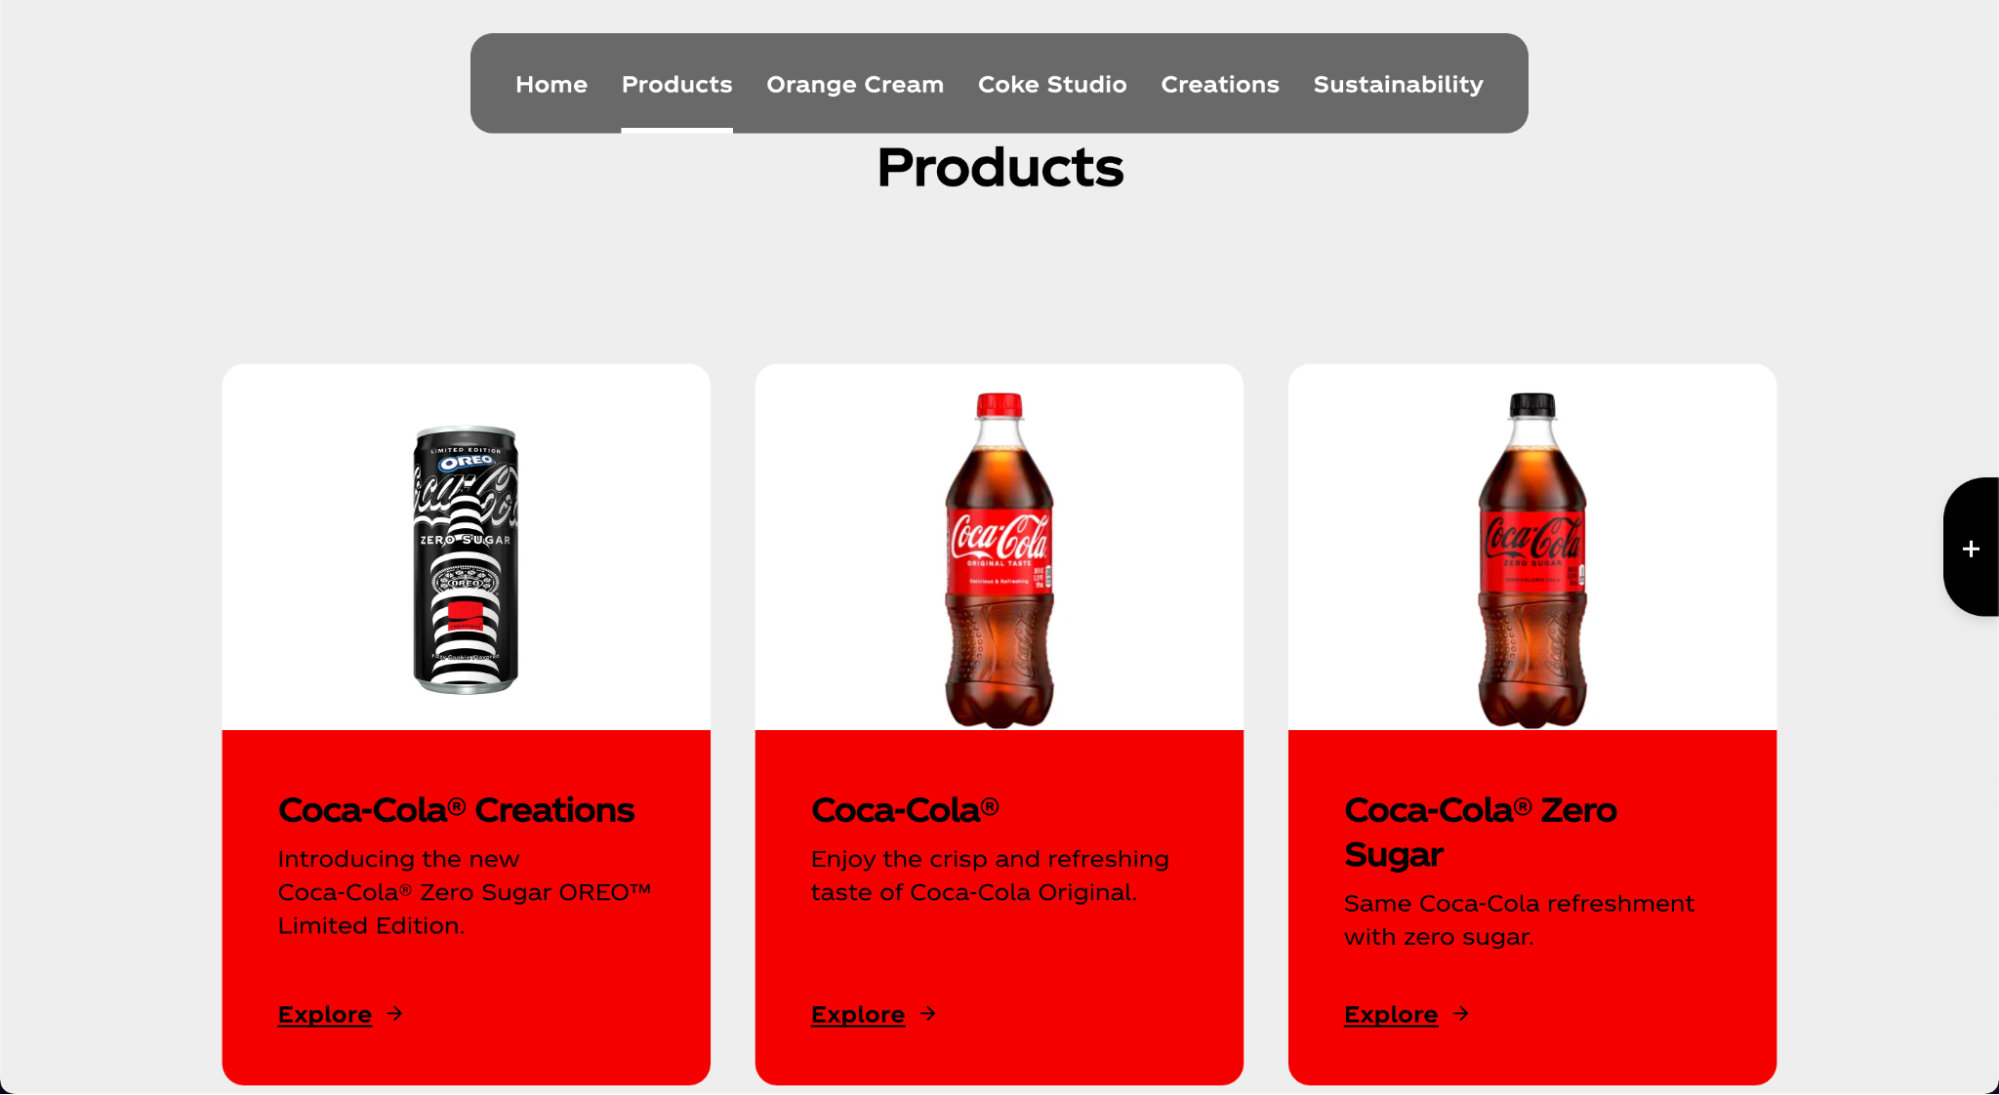 Home Products Orange Cream Coke Studio Creations Sustainability
Products
LIMITED EDITION
OREO
Coca-Cola
ZERO SUGAR
OREO
Coca-Cola
ORIGINAL TASTE
Delicious & Refreshing
Coca-Cola
ZERO SUGAR
+
Coca-Cola® Creations
Introducing the new
Coca-Cola® Zero Sugar OREO™
Limited Edition.
Explore →
Coca-Cola®
Enjoy the crisp and refreshing
taste of Coca-Cola Original.
Explore →
Coca-Cola® Zero
Sugar
Same Coca-Cola refreshment
with zero sugar.
Explore →